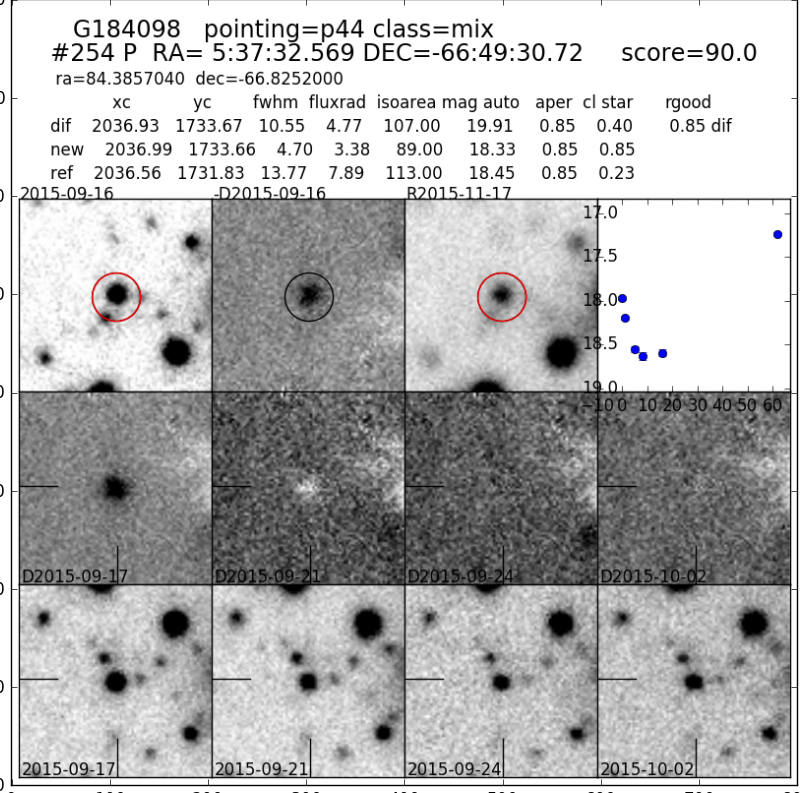 G184098 pointing=p44 class=mix
#254 P RA= 5:37:32.569 DEC=-66:49:30.72 score=90.0
ra=84.3857040 dec=-66.8252000
xc yc fwhm fluxrad isoarea mag auto aper cl star rgood
dif 2036.93 1733.67 10.55 4.77 107.00 19.91 0.85 0.40 0.85 dif
new 2036.99 1733.66 4.70 3.38 89.00 18.33 0.85 0.85
ref 2036.56 1731.83 13.77 7.89 113.00 18.45 0.85 0.23
2015-09-16 -D2015-09-16 R2015-11-17
17.0
17.5
18.0
18.5
19.0
−10 0 10 20 30 40 50 60
D2015-09-17 D2015-09-21 D2015-09-24 D2015-10-02
2015-09-17 2015-09-21 2015-09-24 2015-10-02